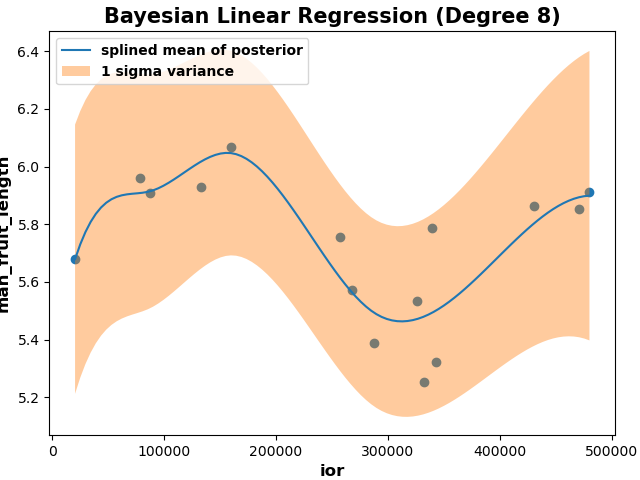 Bayesian Linear Regression (Degree 8)
splined mean of posterior
1 sigma variance
man_fruit_length
6.4
6.2
6.0
5.8
5.6
5.4
5.2
0 100000 200000 300000 400000 500000
ior